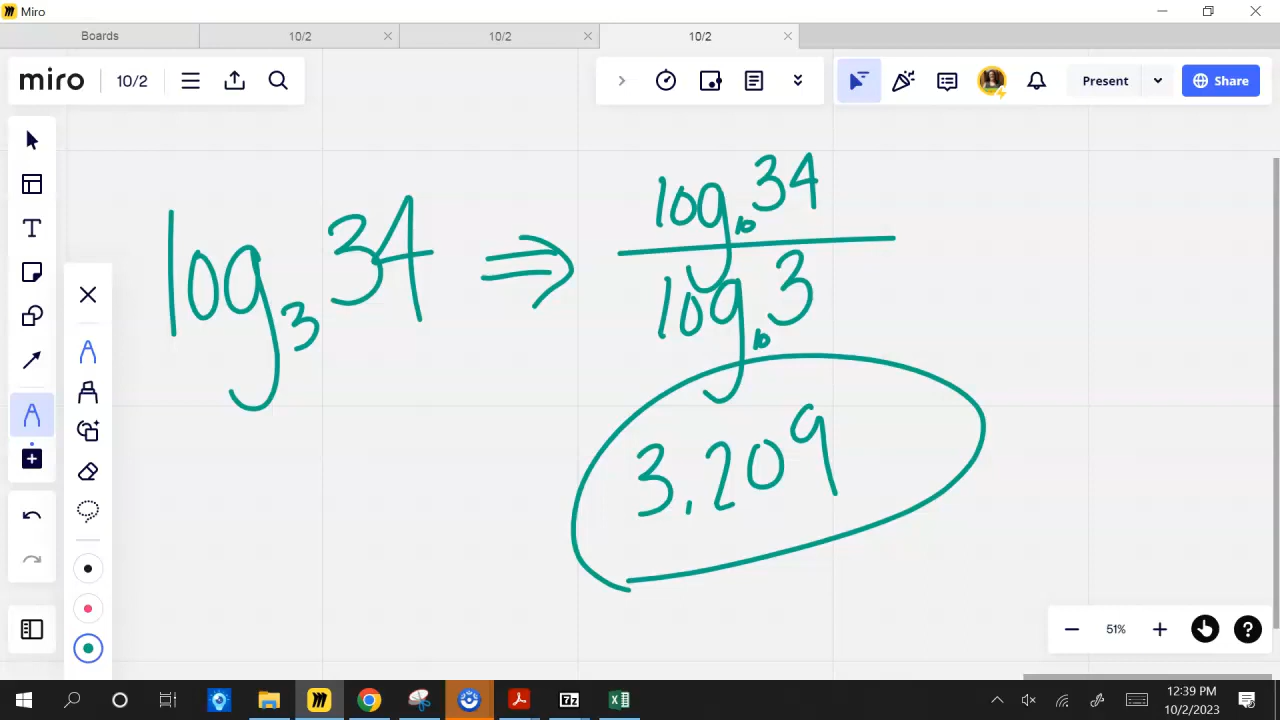 Miro
Boards
10/2
10/2
10/2
miro
10/2
Present
Share
log₃ 34 ⇒ log₁₀ 34
log₁₀ 3
3.209
51%
12:39 PM
10/2/2023